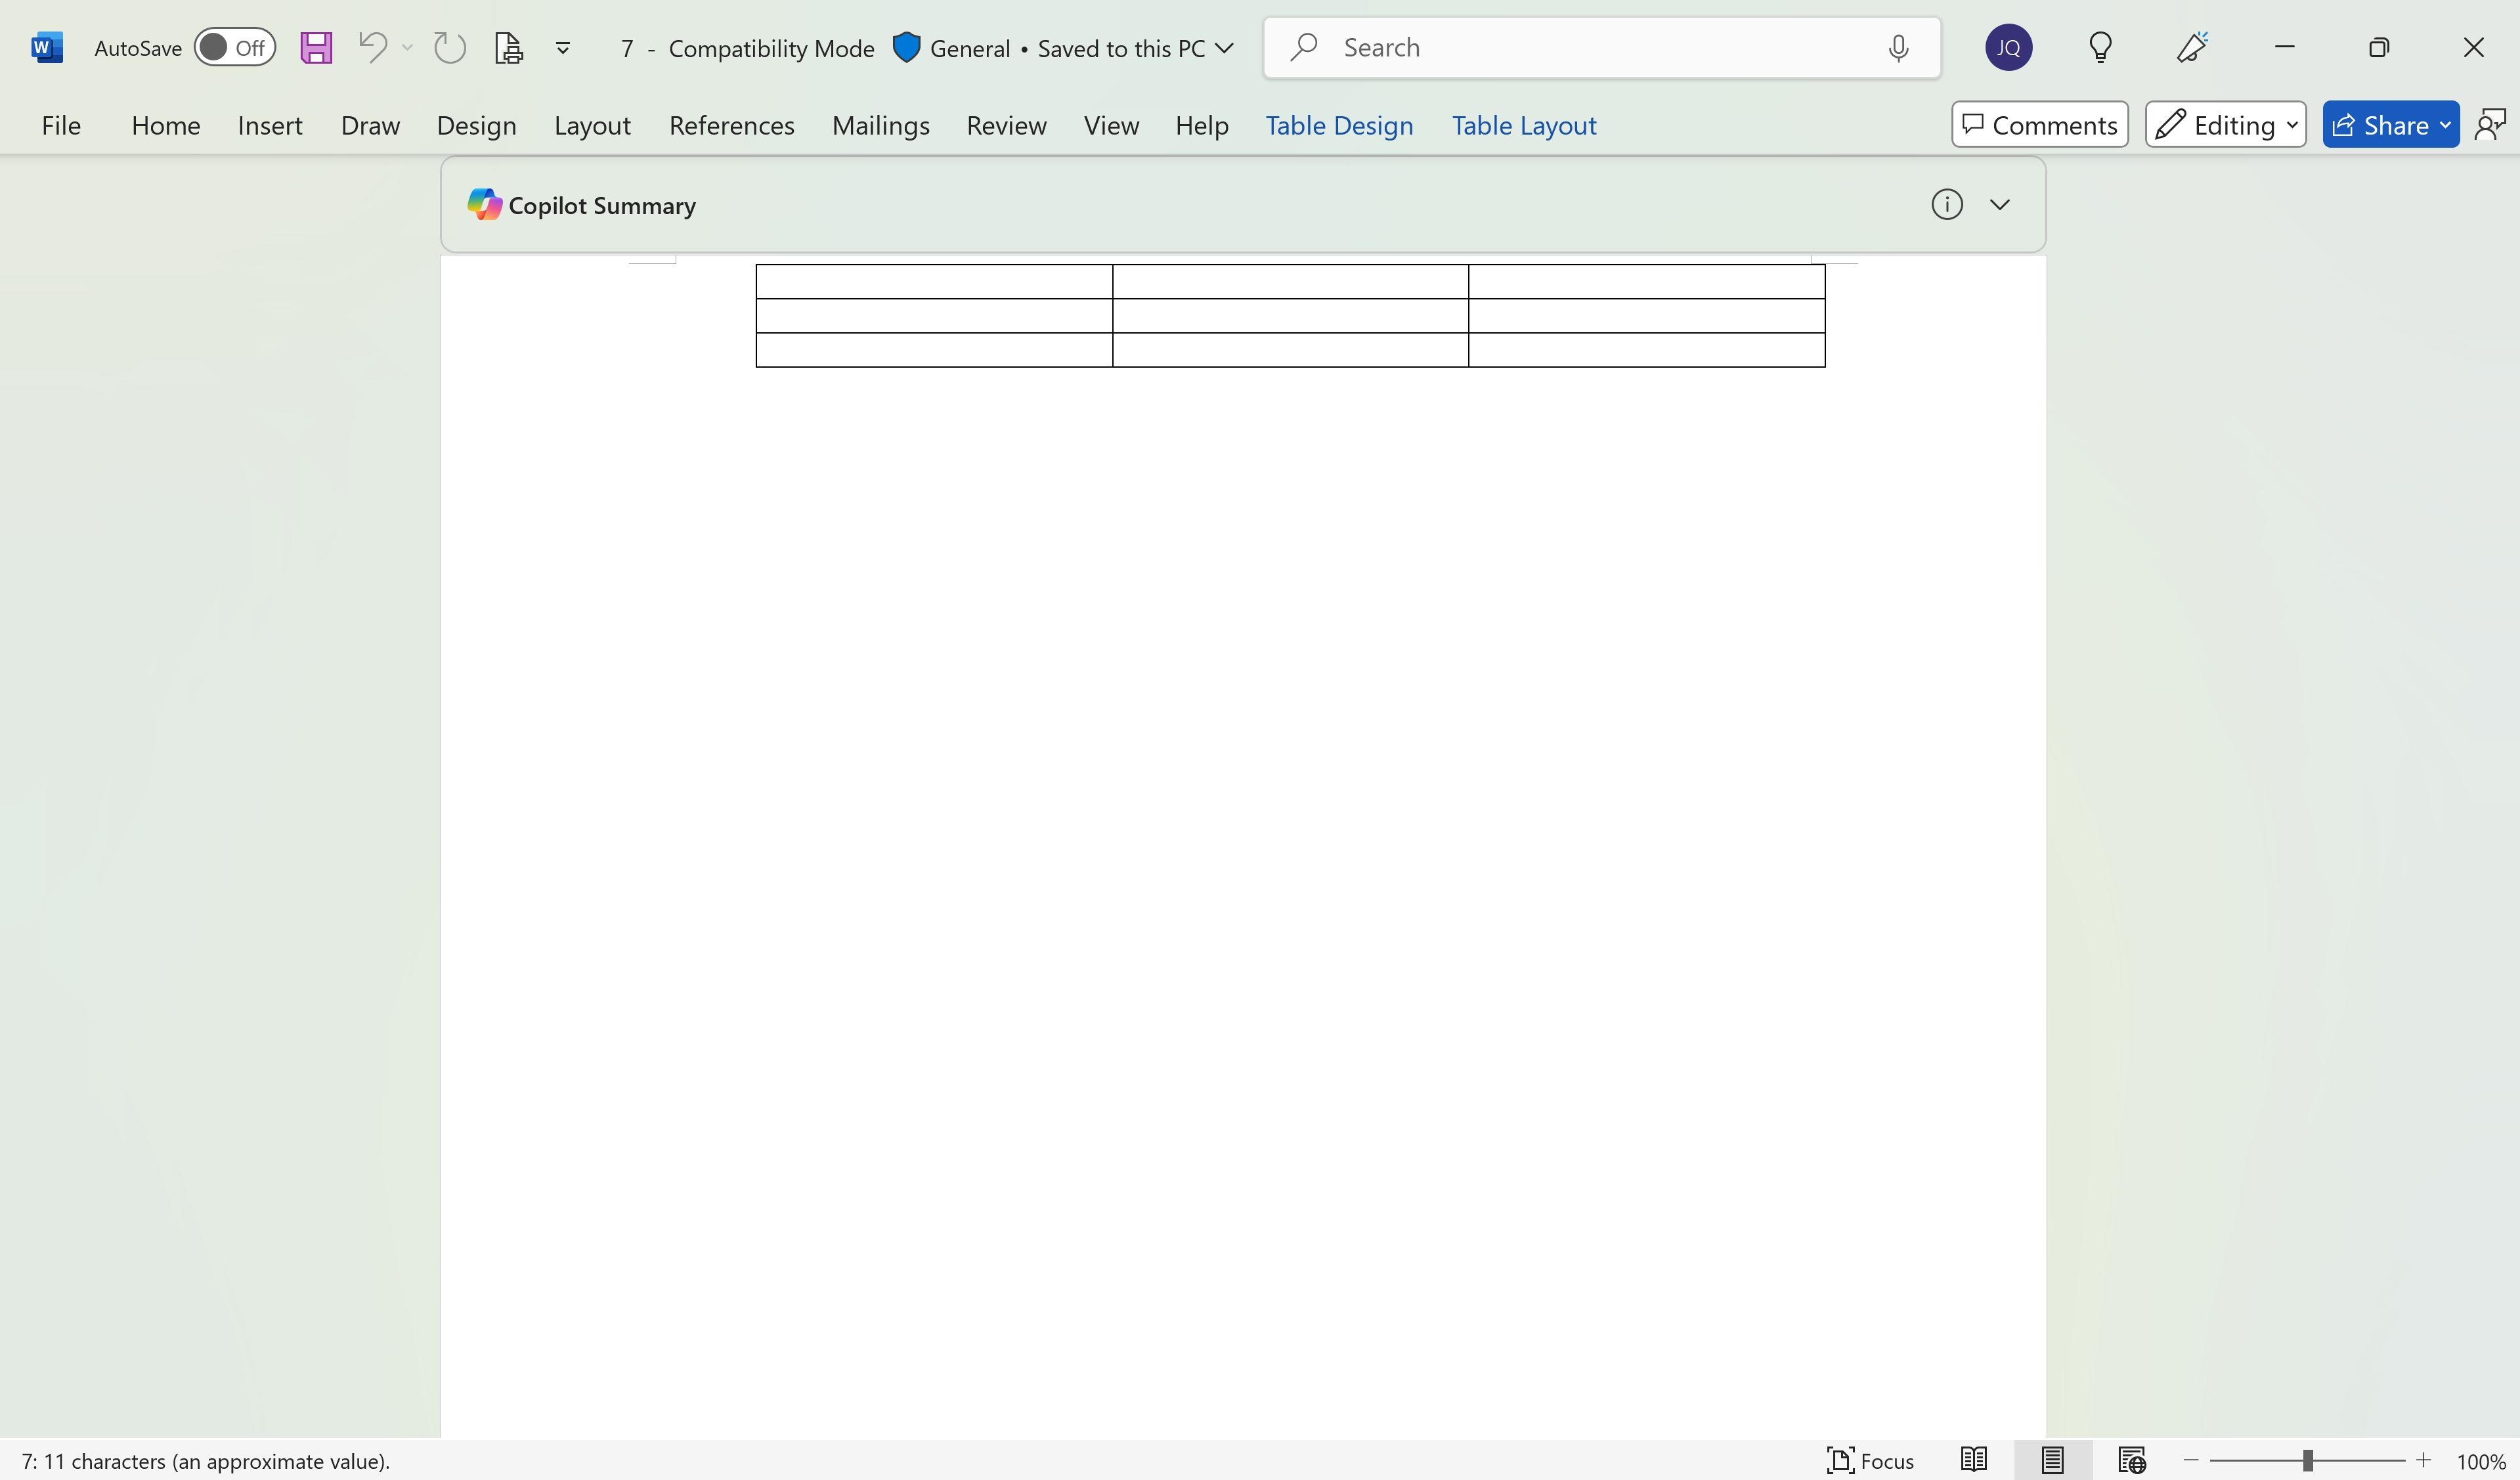 W AutoSave Off 7 - Compatibility Mode General • Saved to this PC Search JQ
File Home Insert Draw Design Layout References Mailings Review View Help Table Design Table Layout Comments Editing Share
Copilot Summary
7: 11 characters (an approximate value). Focus 100%